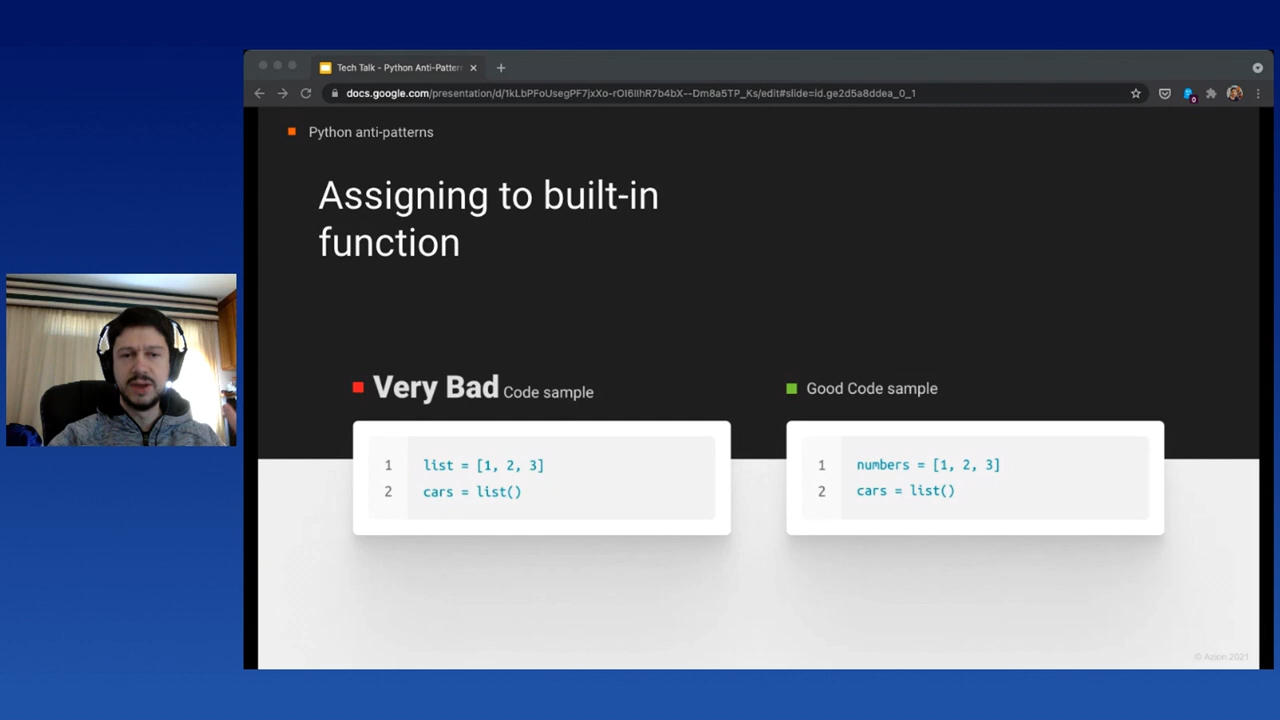 Tech Talk - Python Anti-Patter
docs.google.com/presentation/d/1kLbPFoUsegPF7jxXo-rOI6IIhR7b4bX--Dm8a5TP_Ks/edit#slide=id.ge2d5a8ddea_0_1
Python anti-patterns
Assigning to built-in
function
Very Bad Code sample
1 list = [1, 2, 3]
2 cars = list()
Good Code sample
1 numbers = [1, 2, 3]
2 cars = list()
© Azion 2021